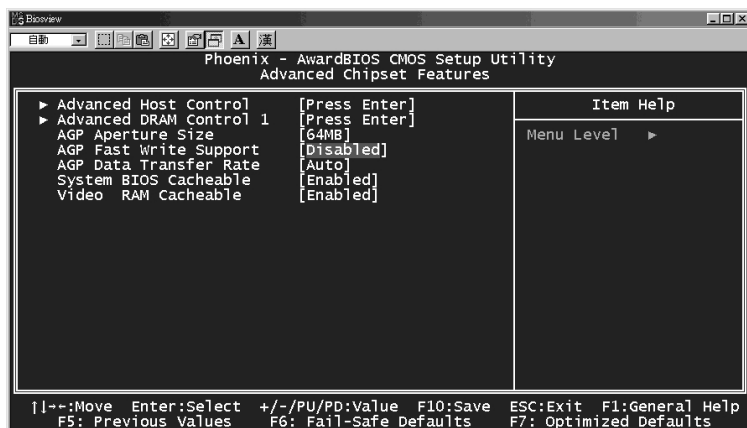 Biosview
自動
A 漢
Phoenix - AwardBIOS CMOS Setup Utility
Advanced Chipset Features
► Advanced Host Control [Press Enter]
► Advanced DRAM Control 1 [Press Enter]
AGP Aperture Size [64MB]
AGP Fast Write Support [Disabled]
AGP Data Transfer Rate [Auto]
System BIOS Cacheable [Enabled]
Video RAM Cacheable [Enabled]
Item Help
Menu Level ►
↑↓→←:Move Enter:Select +/-/PU/PD:Value F10:Save ESC:Exit F1:General Help
F5: Previous Values F6: Fail-Safe Defaults F7: Optimized Defaults